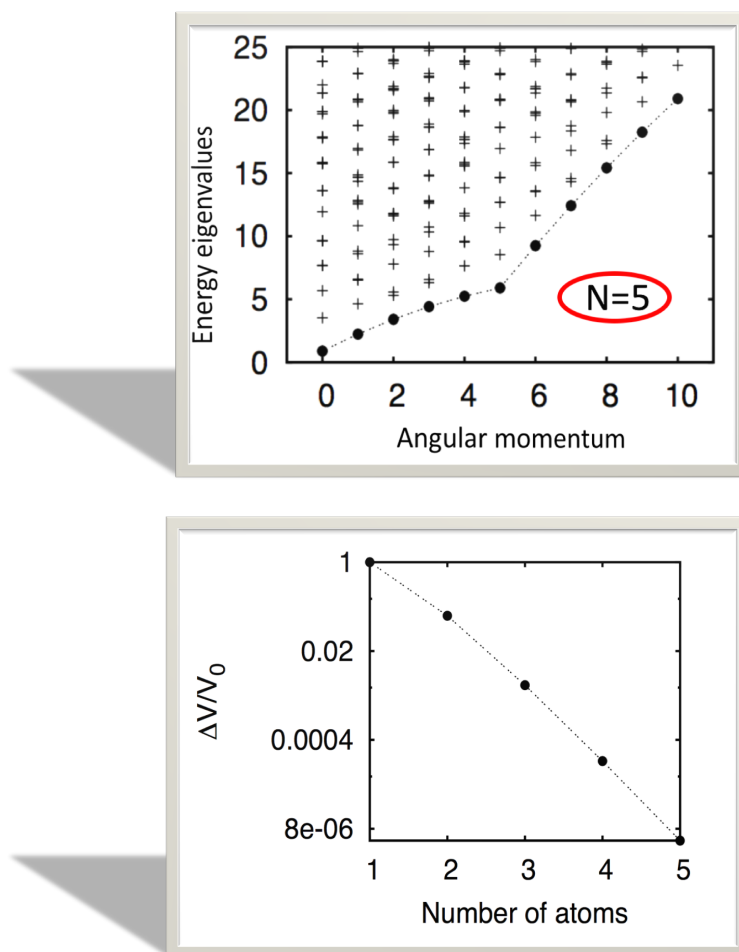 25
20
15
10
5
0
Energy eigenvalues
N=5
0 2 4 6 8 10
Angular momentum
1
0.02
0.0004
8e-06
ΔV/V0
1 2 3 4 5
Number of atoms